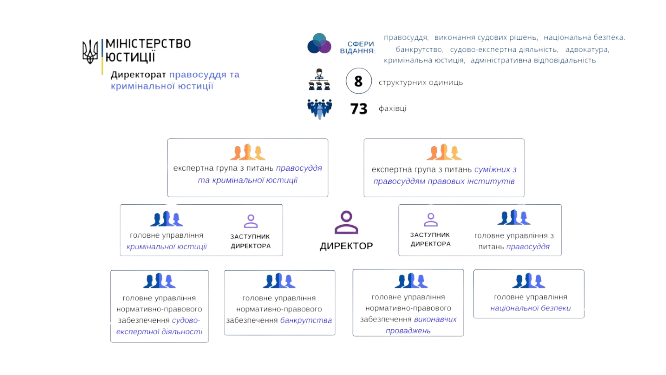 МІНІСТЕРСТВО
ЮСТИЦІЇ
Директорат правосуддя та
кримінальної юстиції
СФЕРИ
ВІДАННЯ
правосуддя, виконання судових рішень, національна безпека.
банкрутство, судово-експертна діяльність, адвокатура,
кримінальна юстиція, адміністративна відповідальність
8 структурних одиниць
73 фахівці
експертна група з питань правосуддя
та кримінальної юстиції
експертна група з питань суміжних з
правосуддям правових інститутів
головне управління
кримінальної юстиції
ЗАСТУПНИК
ДИРЕКТОРА
ДИРЕКТОР
ЗАСТУПНИК
ДИРЕКТОРА
головне управління з
питань правосуддя
головне управління
нормативно-правового
забезпечення судово-
експертної діяльності
головне управління
нормативно-правового
забезпечення банкрутства
головне управління
нормативно-правового
забезпечення виконавчих
проваджень
головне управління
національної безпеки